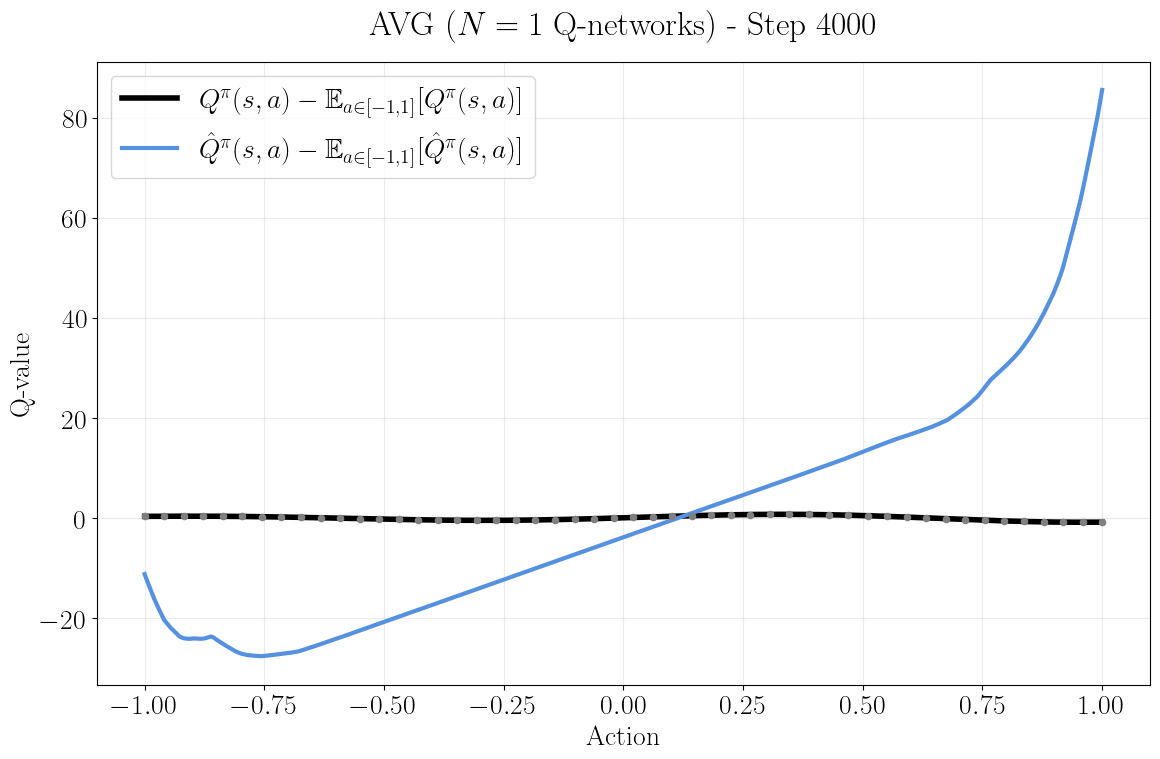 AVG (N = 1 Q-networks) - Step 4000
Q^π(s, a) − 𝔼_{a∈[−1,1]}[Q^π(s, a)]
Q̂^π(s, a) − 𝔼_{a∈[−1,1]}[Q̂^π(s, a)]
80
60
40
20
0
−20
Q-value
−1.00 −0.75 −0.50 −0.25 0.00 0.25 0.50 0.75 1.00
Action